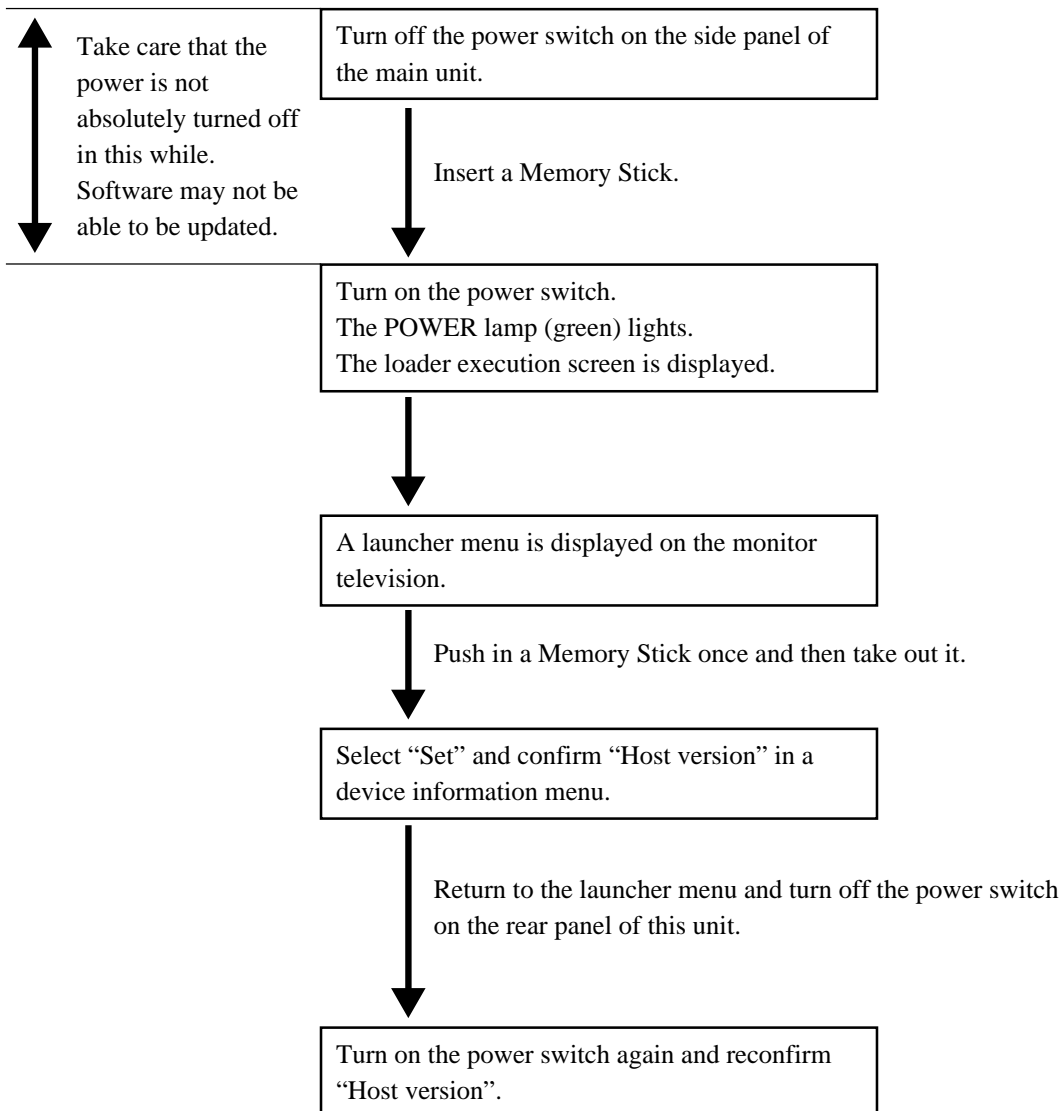 Take care that the
power is not
absolutely turned off
in this while.
Software may not be
able to be updated.
Turn off the power switch on the side panel of
the main unit.
Insert a Memory Stick.
Turn on the power switch.
The POWER lamp (green) lights.
The loader execution screen is displayed.
A launcher menu is displayed on the monitor
television.
Push in a Memory Stick once and then take out it.
Select “Set” and confirm “Host version” in a
device information menu.
Return to the launcher menu and turn off the power switch
on the rear panel of this unit.
Turn on the power switch again and reconfirm
“Host version”.